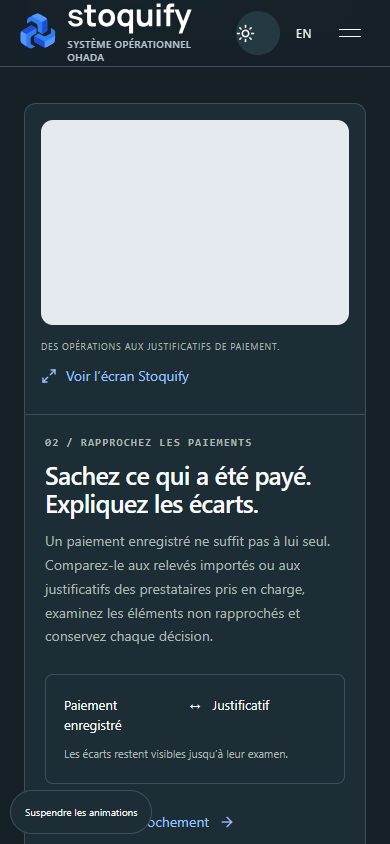 stoquify
SYSTÈME OPÉRATIONNEL
OHADA
EN
DES OPÉRATIONS AUX JUSTIFICATIFS DE PAIEMENT.
Voir l'écran Stoquify
02 / RAPPROCHEZ LES PAIEMENTS
Sachez ce qui a été payé.
Expliquez les écarts.
Un paiement enregistré ne suffit pas à lui seul.
Comparez-le aux relevés importés ou aux
justificatifs des prestataires pris en charge,
examinez les éléments non rapprochés et
conservez chaque décision.
Paiement
enregistré
↔ Justificatif
Les écarts restent visibles jusqu'à leur examen.
Suspendre les animations
ochement →